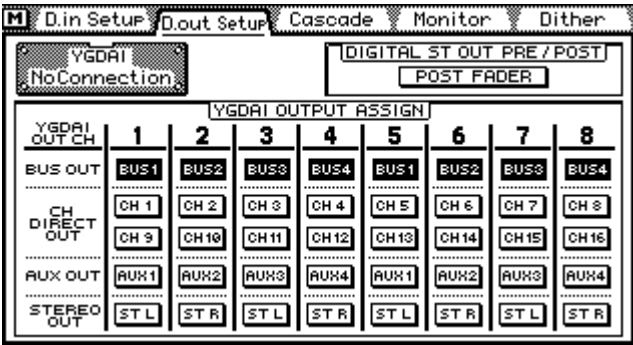 M D.in Setup D.out Setup Cascade Monitor Dither
YGDAI
NoConnection
DIGITAL ST OUT PRE/POST
POST FADER
YGDAI OUTPUT ASSIGN
YGDAI
OUT CH 1 2 3 4 5 6 7 8
BUS OUT BUS1 BUS2 BUS3 BUS4 BUS1 BUS2 BUS3 BUS4
CH
DIRECT
OUT
CH 1 CH 2 CH 3 CH 4 CH 5 CH 6 CH 7 CH 8
CH 9 CH10 CH11 CH12 CH13 CH14 CH15 CH16
AUX OUT AUX1 AUX2 AUX3 AUX4 AUX1 AUX2 AUX3 AUX4
STEREO
OUT
ST L ST R ST L ST R ST L ST R ST L ST R